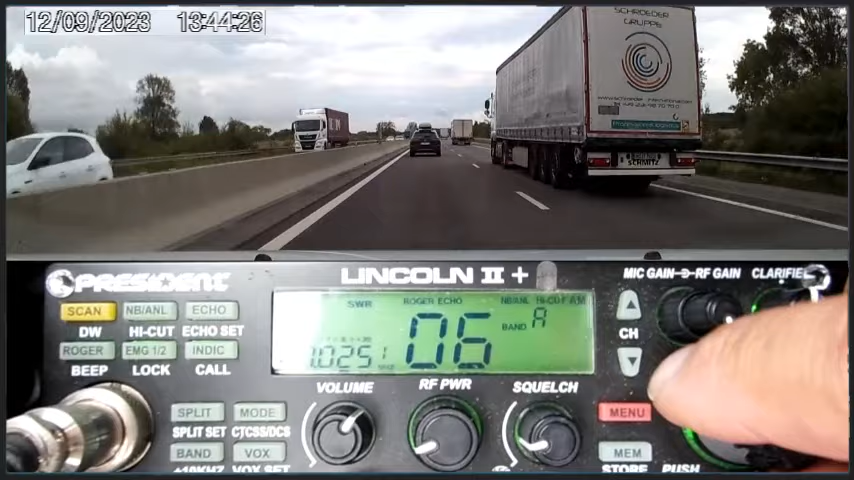 12/09/2023 13:44:26
SCHROEDER
GRUPPE
SCHMITZ
PRESIDENT
LINCOLN II +
MIC GAIN RF GAIN CLARIFIE
SCAN NB/ANL ECHO
DW HI-CUT ECHO SET
ROGER EMG 1/2 INDIC
BEEP LOCK CALL
SWR ROGER ECHO NB/ANL HI-CUT AM
06 BAND A
CH
VOLUME RF PWR SQUELCH
SPLIT MODE
SPLIT SET CTCSS/DCS
BAND VOX
+10KHZ VOX SET
MENU
MEM
STORE PUSH